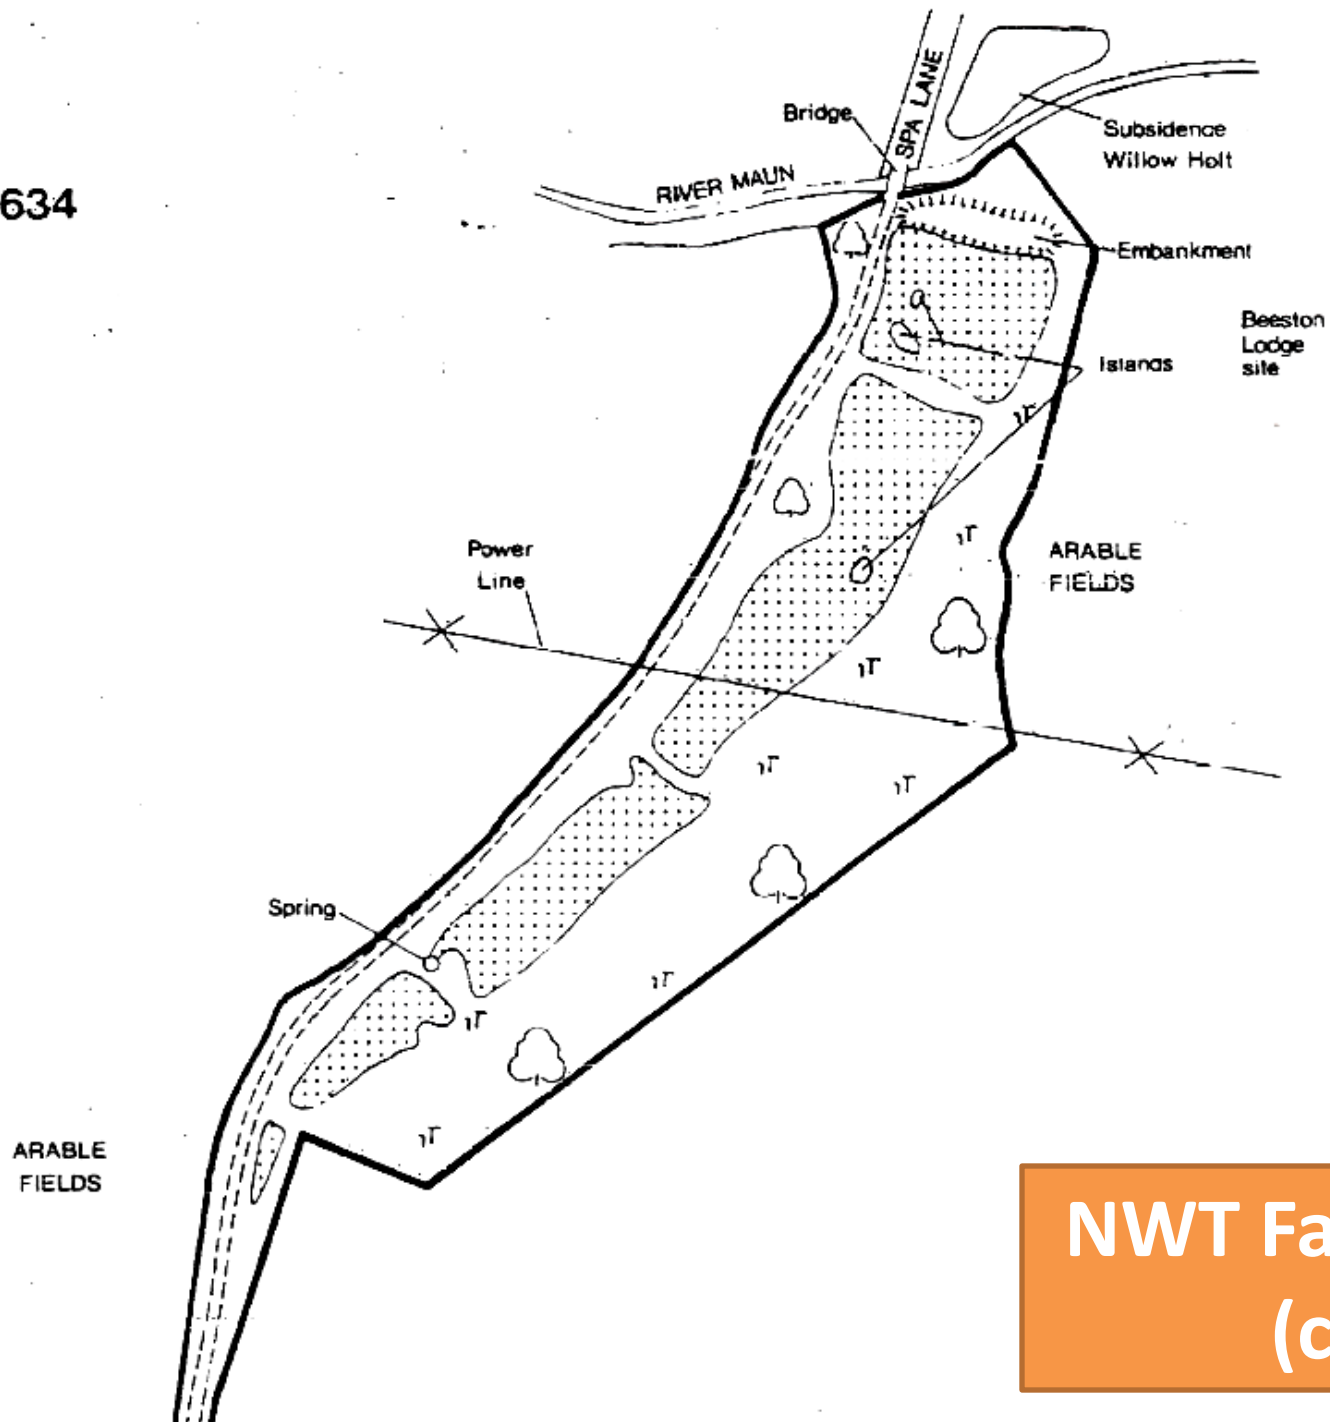 634
Bridge
SPA LANE
Subsidence
Willow Holt
RIVER MAUN
Embankment
Beeston
Lodge
site
Islands
Power
Line
ARABLE
FIELDS
Spring
ARABLE
FIELDS
NWT Fa
(c